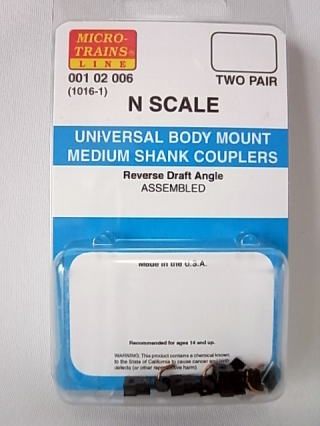 MICRO-
TRAINS®
LINE
001 02 006
(1016-1)
TWO PAIR
N SCALE
UNIVERSAL BODY MOUNT
MEDIUM SHANK COUPLERS
Reverse Draft Angle
ASSEMBLED
Made in the U.S.A.
Recommended for ages 14 and up.
WARNING: This product contains a chemical known
to the State of California to cause cancer and birth
defects (or other reproductive harm).